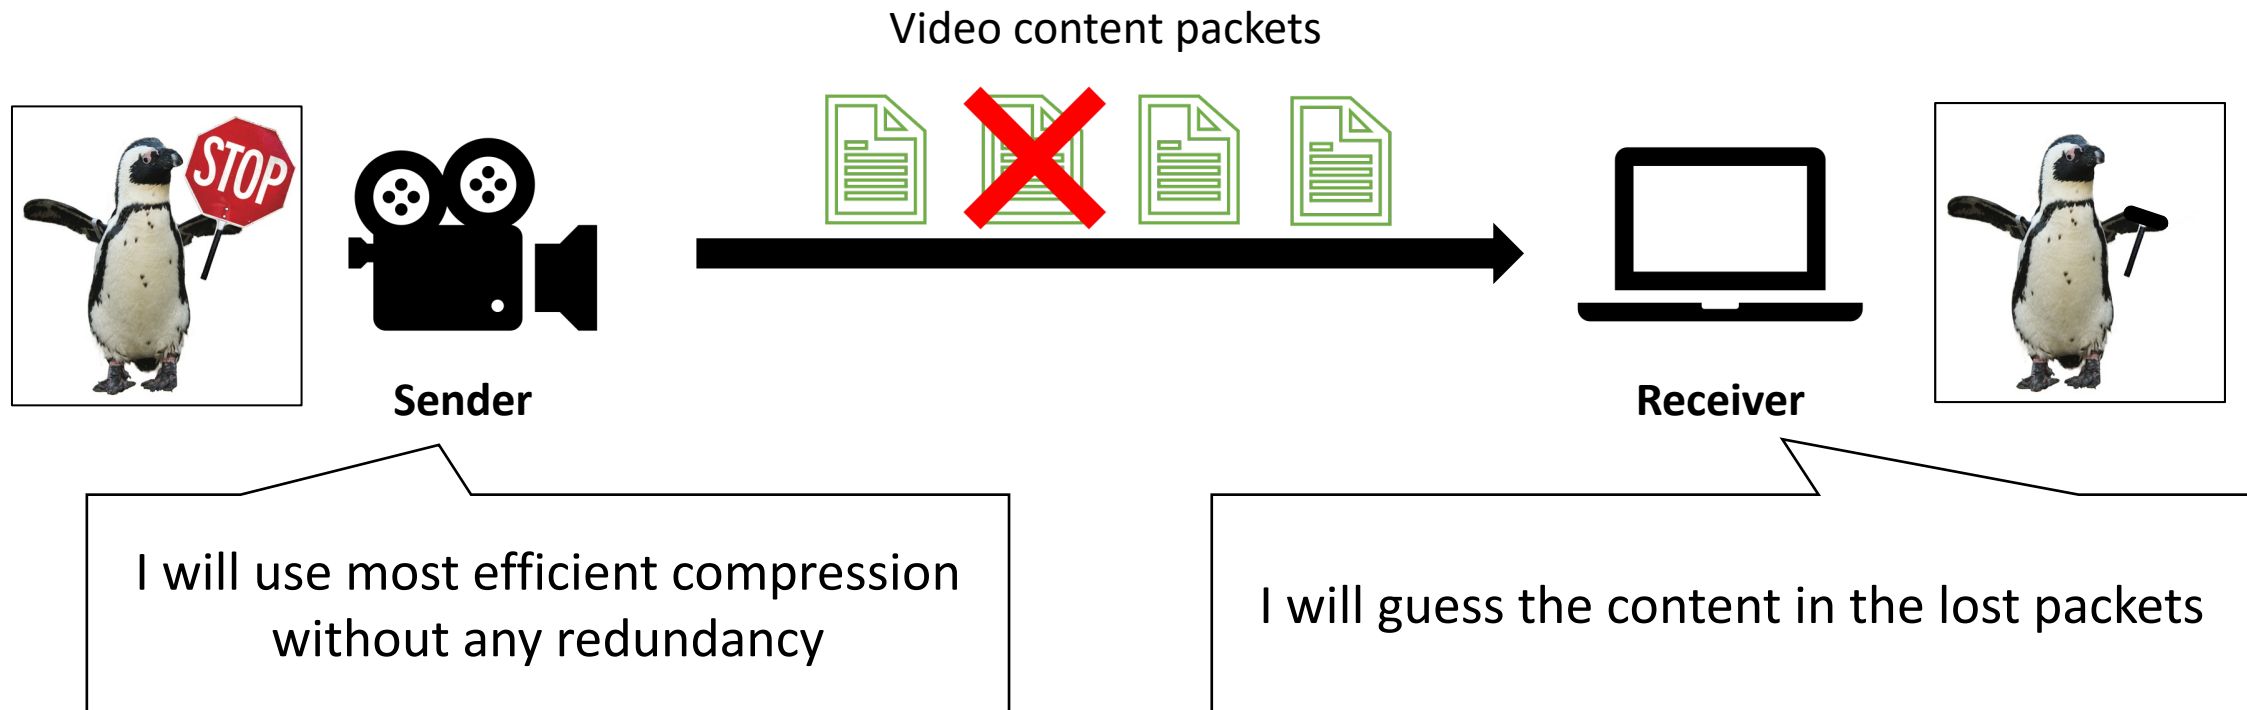 Video content packets
STOP
Sender
Receiver
I will use most efficient compression
without any redundancy
I will guess the content in the lost packets